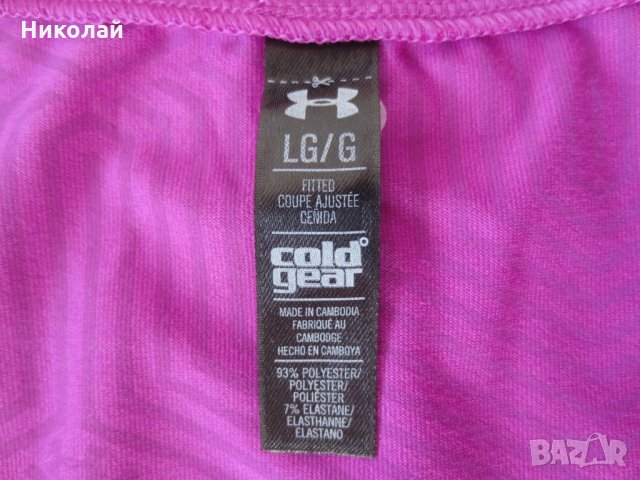 Николай
LG/G
FITTED
COUPE AJUSTÉE
CEÑIDA
cold
gear
MADE IN CAMBODIA
FABRIQUÉ AU
CAMBODGE
HECHO EN CAMBOYA
93% POLYESTER/
POLYESTER/
POLIÉSTER
7% ELASTANE/
ELASTHANNE/
ELASTANO
BAZAR